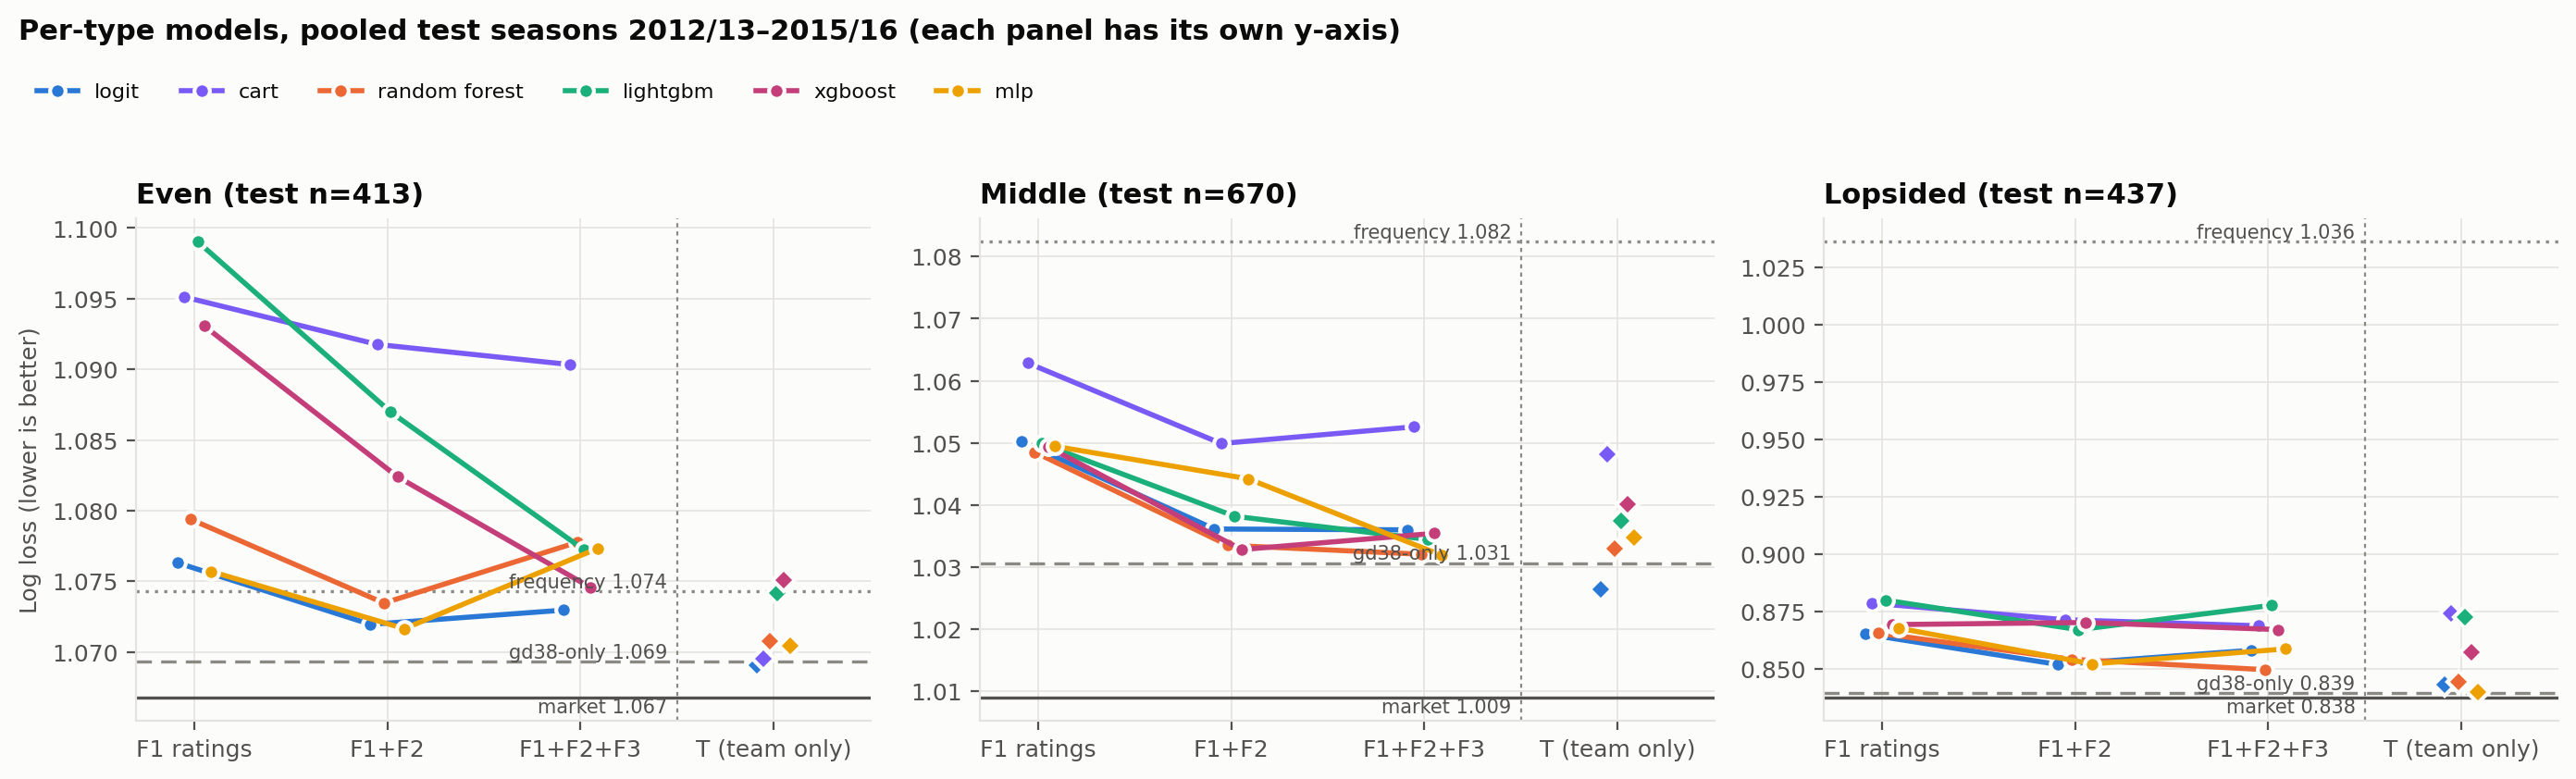 Per-type models, pooled test seasons 2012/13–2015/16 (each panel has its own y-axis)
logit cart random forest lightgbm xgboost mlp
Even (test n=413)
Log loss (lower is better)
1.100
1.095
1.090
1.085
1.080
1.075
1.070
frequency 1.074
gd38-only 1.069
market 1.067
F1 ratings F1+F2 F1+F2+F3 T (team only)
Middle (test n=670)
1.08
1.07
1.06
1.05
1.04
1.03
1.02
1.01
frequency 1.082
gd38-only 1.031
market 1.009
F1 ratings F1+F2 F1+F2+F3 T (team only)
Lopsided (test n=437)
1.025
1.000
0.975
0.950
0.925
0.900
0.875
0.850
frequency 1.036
gd38-only 0.839
market 0.838
F1 ratings F1+F2 F1+F2+F3 T (team only)